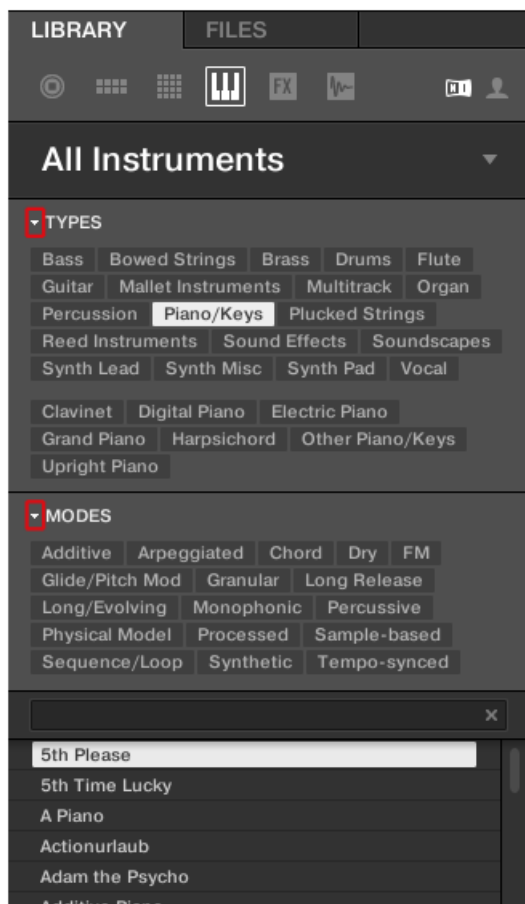 LIBRARY FILES
FX NI
All Instruments
TYPES
Bass Bowed Strings Brass Drums Flute
Guitar Mallet Instruments Multitrack Organ
Percussion Piano/Keys Plucked Strings
Reed Instruments Sound Effects Soundscapes
Synth Lead Synth Misc Synth Pad Vocal
Clavinet Digital Piano Electric Piano
Grand Piano Harpsichord Other Piano/Keys
Upright Piano
MODES
Additive Arpeggiated Chord Dry FM
Glide/Pitch Mod Granular Long Release
Long/Evolving Monophonic Percussive
Physical Model Processed Sample-based
Sequence/Loop Synthetic Tempo-synced
5th Please
5th Time Lucky
A Piano
Actionurlaub
Adam the Psycho
Additive Piano